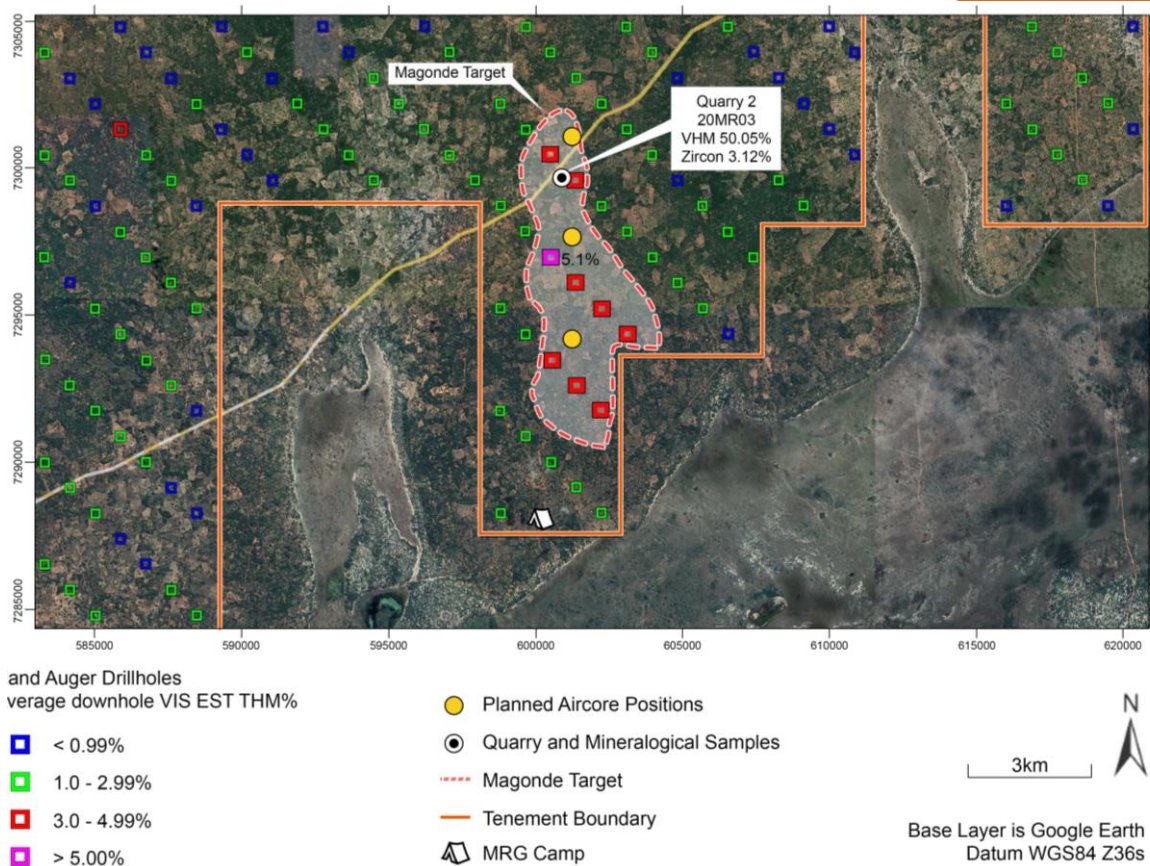 7305000
7300000
7295000
7290000
7285000
Magonde Target
Quarry 2
20MR03
VHM 50.05%
Zircon 3.12%
5.1%
585000
590000
595000
600000
605000
610000
615000
620000
and Auger Drillholes
verage downhole VIS EST THM%
< 0.99%
1.0 - 2.99%
3.0 - 4.99%
> 5.00%
Planned Aircore Positions
Quarry and Mineralogical Samples
Magonde Target
Tenement Boundary
MRG Camp
N
3km
Base Layer is Google Earth
Datum WGS84 Z36s